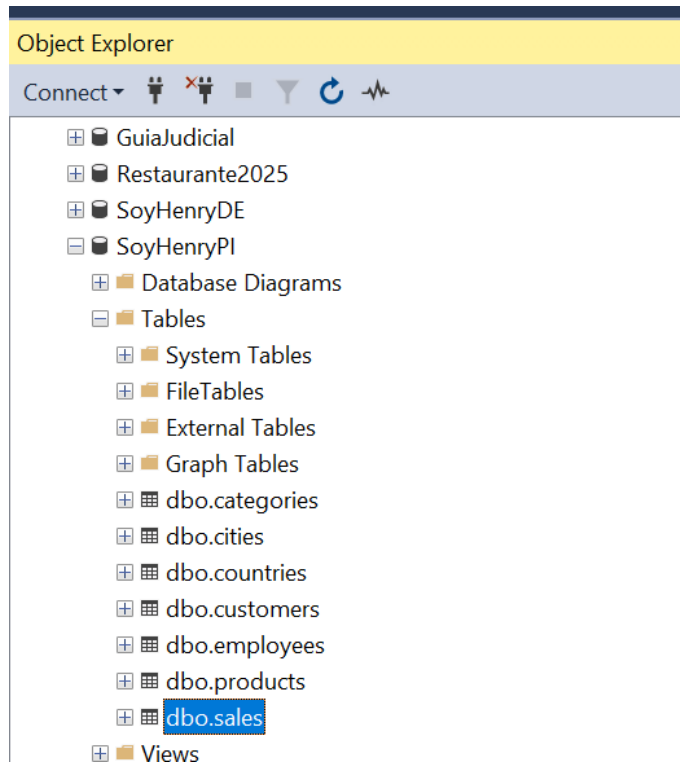 Object Explorer
Connect
GuiaJudicial
Restaurante2025
SoyHenryDE
SoyHenryPI
Database Diagrams
Tables
System Tables
FileTables
External Tables
Graph Tables
dbo.categories
dbo.cities
dbo.countries
dbo.customers
dbo.employees
dbo.products
dbo.sales
Views